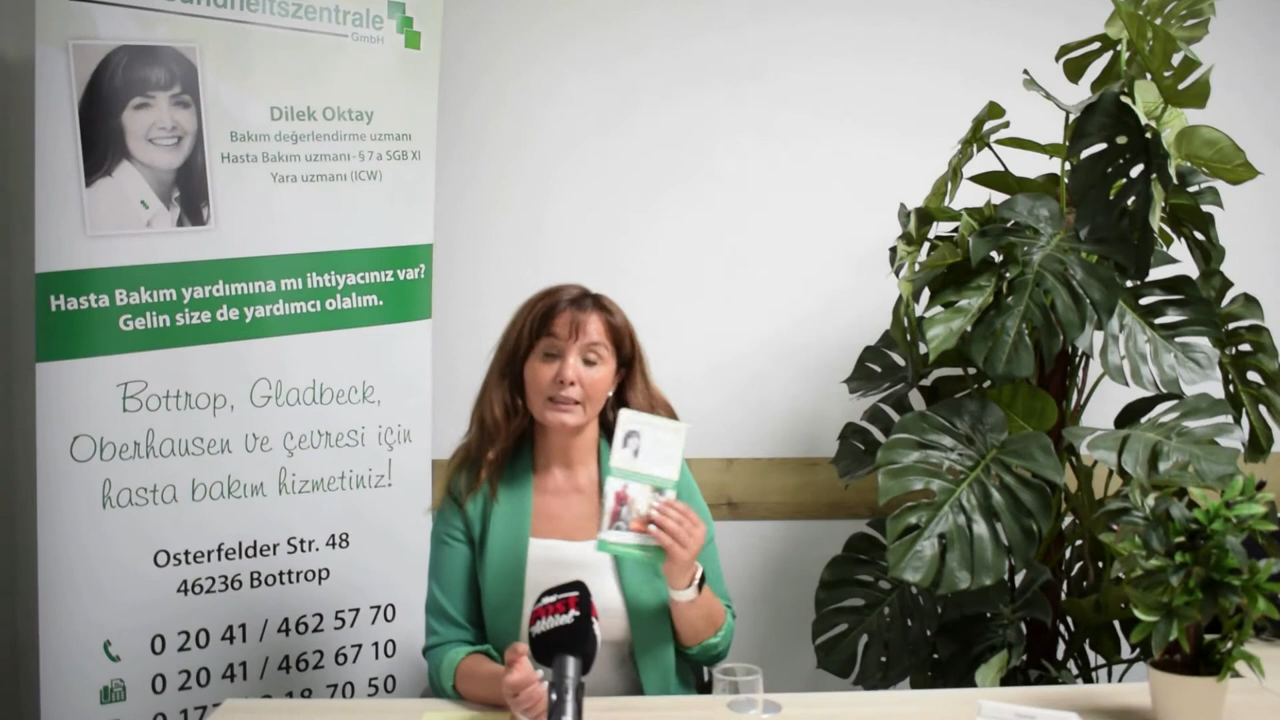 GmbH
Dilek Oktay
Bakım değerlendirme uzmanı
Hasta Bakım uzmanı - § 7 a SGB XI
Yara uzmanı (ICW)
Hasta Bakım yardımına mı ihtiyacınız var?
Gelin size de yardımcı olalım.
Bottrop, Gladbeck,
Oberhausen ve çevresi için
hasta bakım hizmetiniz!
Osterfelder Str. 48
46236 Bottrop
0 20 41 / 462 57 70
0 20 41 / 462 67 10
POST
Aktüel